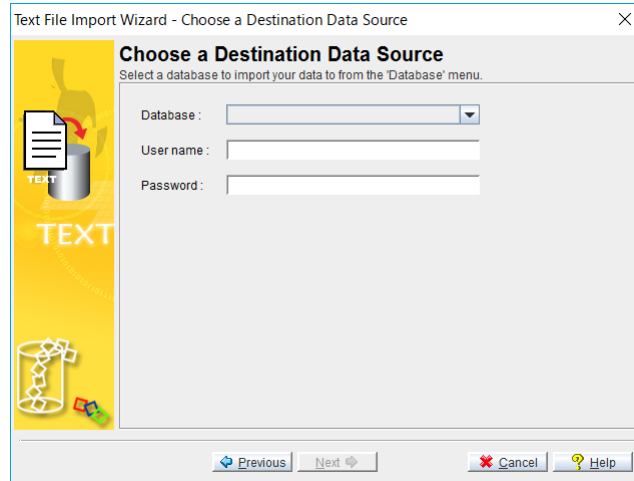 Text File Import Wizard - Choose a Destination Data Source
Choose a Destination Data Source
Select a database to import your data to from the 'Database' menu.
Database :
User name :
Password :
TEXT
TEXT
Previous
Next
Cancel
Help